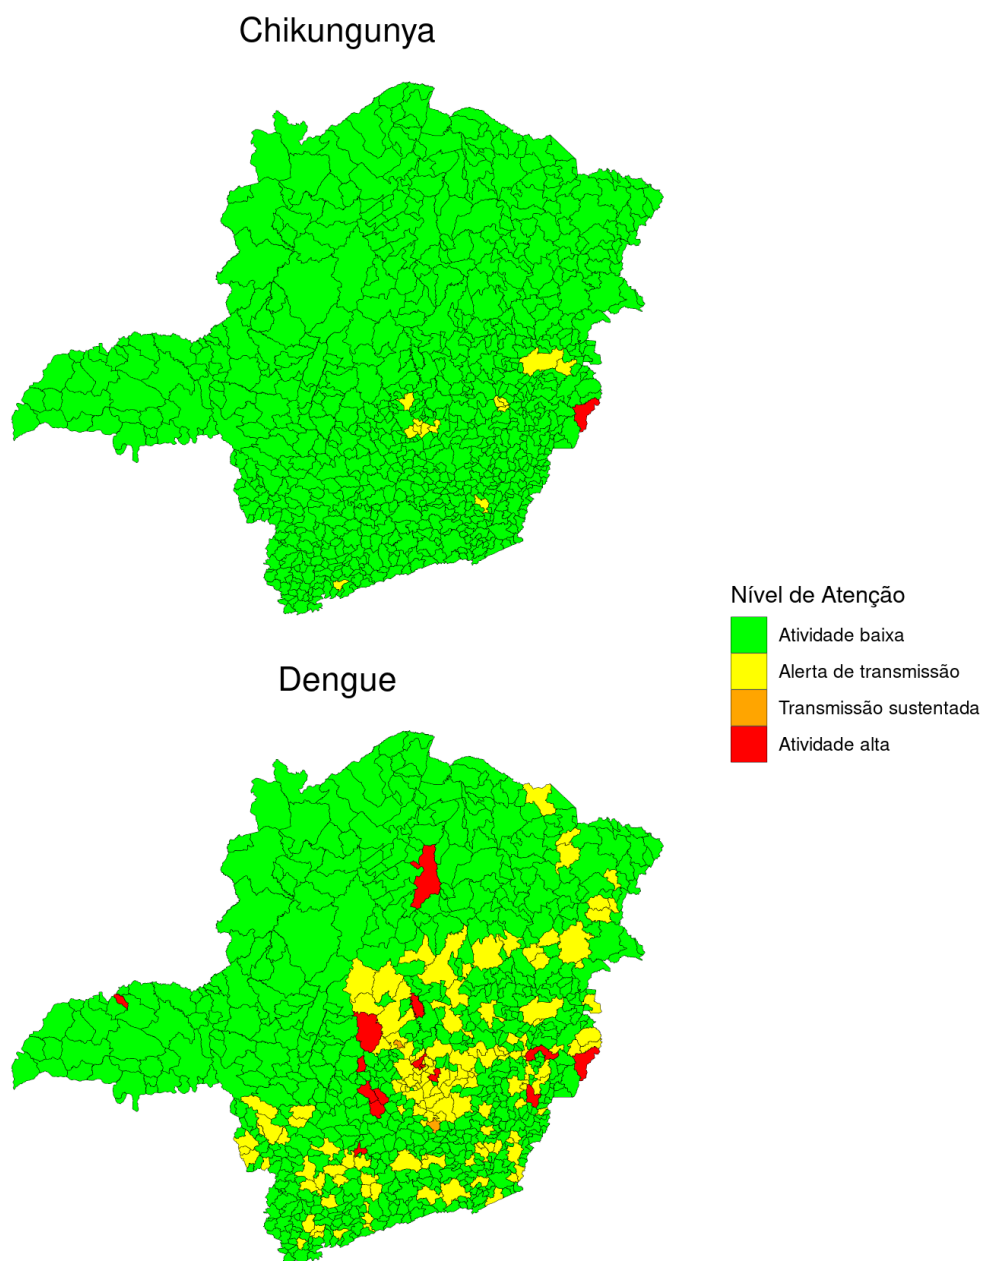 Chikungunya
Nível de Atenção
Atividade baixa
Alerta de transmissão
Transmissão sustentada
Atividade alta
Dengue